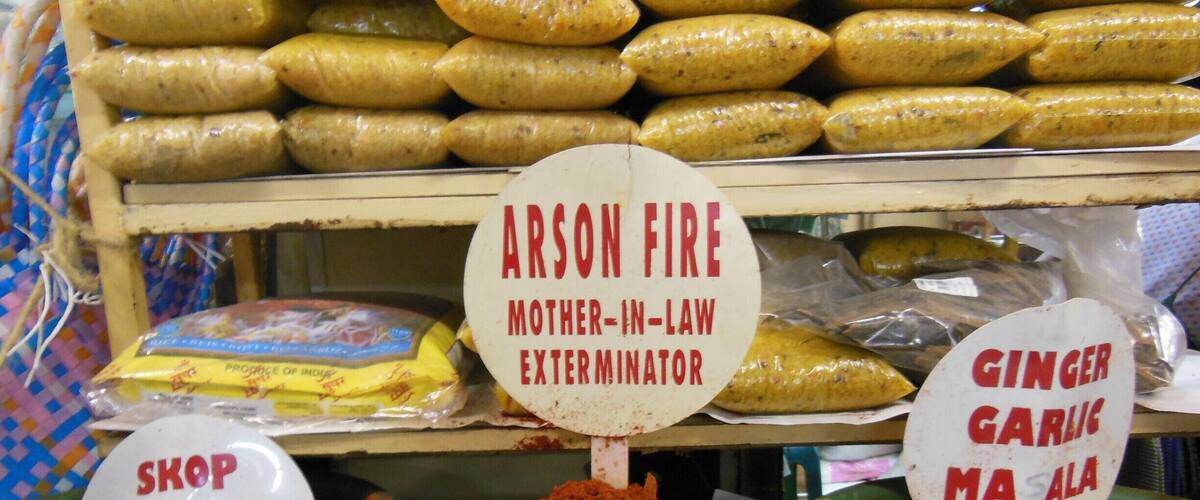 ARSON FIRE
MOTHER-IN-LAW
EXTERMINATOR
GINGER
GARLIC
MASALA
SKOP
PRODUCE OF INDIA